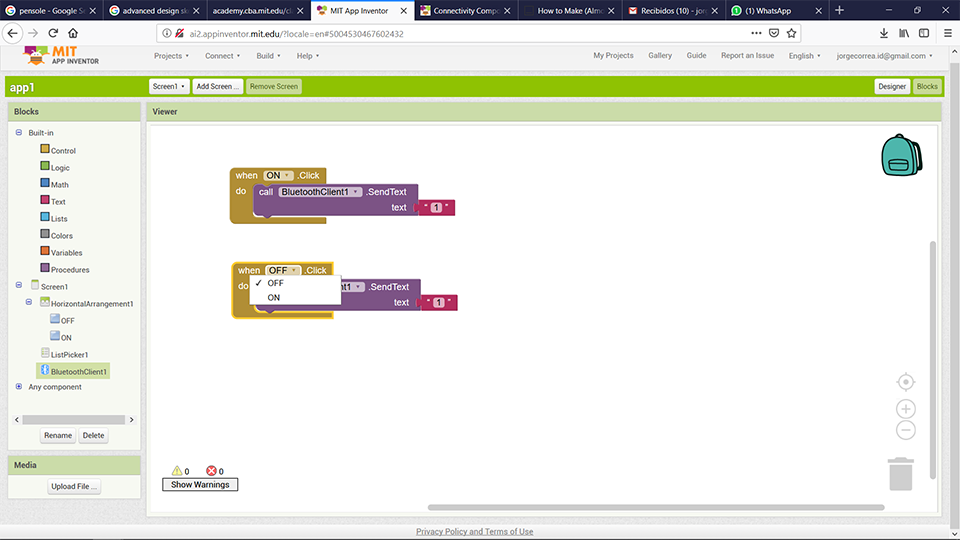 pensole - Google S
advanced design sk
academy.cba.mit.edu/cl
MIT App Inventor
Connectivity Compo
How to Make (Almo
Recibidos (10) - jor
(1) WhatsApp
ai2.appinventor.mit.edu/?locale=en#5004530467602432
MIT
APP INVENTOR
Projects
Connect
Build
Help
My Projects
Gallery
Guide
Report an Issue
English
jorgecorrea.id@gmail.com
app1
Screen1
Add Screen ...
Remove Screen
Designer
Blocks
Blocks
Viewer
Built-in
Control
Logic
Math
Text
Lists
Colors
Variables
Procedures
Screen1
HorizontalArrangement1
OFF
ON
ListPicker1
BluetoothClient1
Any component
Rename
Delete
Media
Upload File ...
when ON .Click
do call BluetoothClient1 .SendText
text " 1 "
when OFF .Click
do nt1 .SendText
✓ OFF
ON
text " 1 "
0
0
Show Warnings
Privacy Policy and Terms of Use